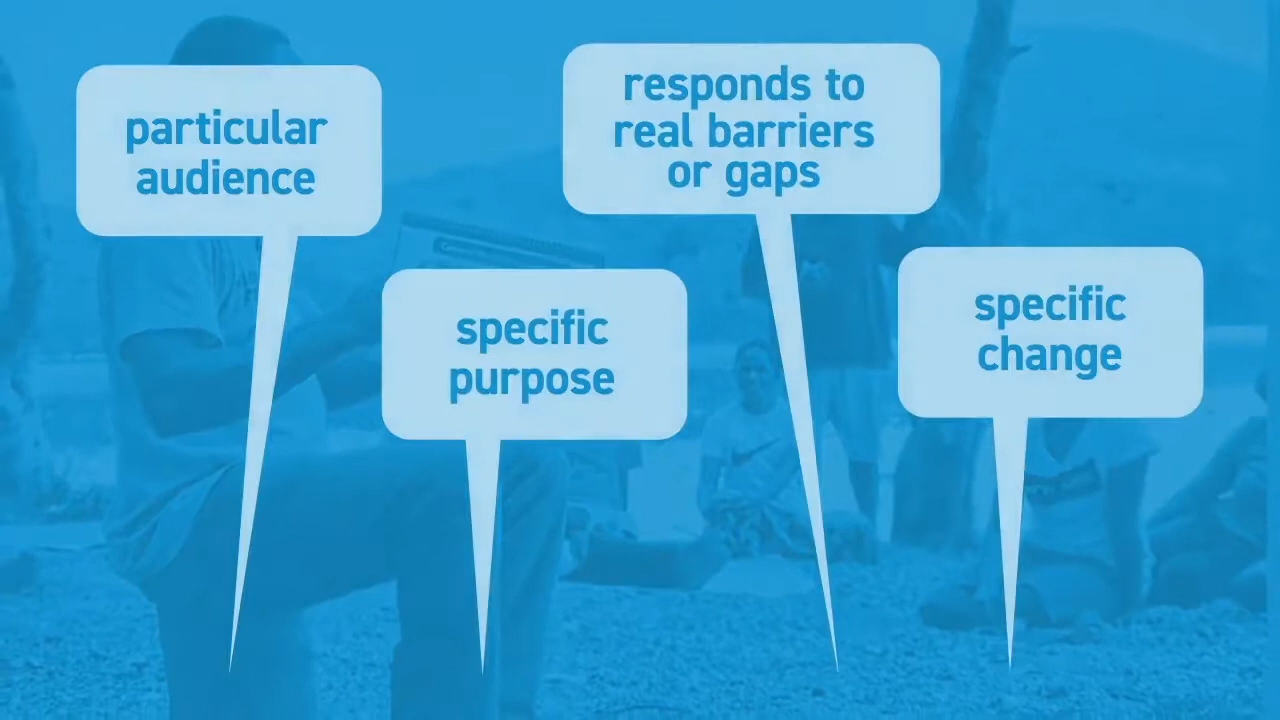 particular
audience
responds to
real barriers
or gaps
specific
purpose
specific
change